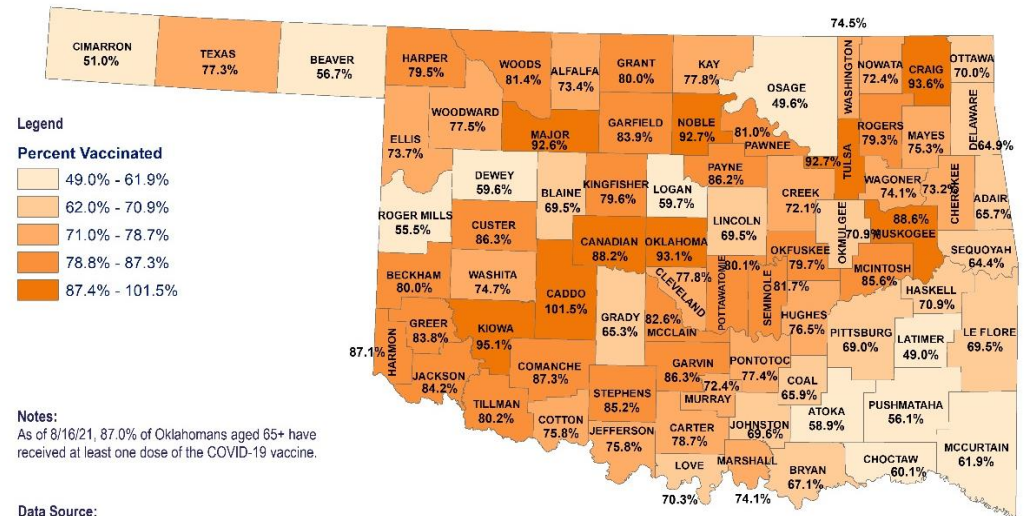 74.5%
CIMARRON
51.0%
TEXAS
77.3%
BEAVER
56.7%
HARPER
79.5%
WOODS
81.4%
ALFALFA
73.4%
GRANT
80.0%
KAY
77.8%
OSAGE
49.6%
WASHINGTON
NOWATA
72.4%
CRAIG
93.6%
OTTAWA
70.0%
Legend
Percent Vaccinated
49.0% - 61.9%
62.0% - 70.9%
71.0% - 78.7%
78.8% - 87.3%
87.4% - 101.5%
ELLIS
73.7%
WOODWARD
77.5%
MAJOR
92.6%
GARFIELD
83.9%
NOBLE
92.7%
81.0%
PAWNEE
92.7%
TULSA
ROGERS
79.3%
MAYES
75.3%
DELAWARE
D64.9%
ROGER MILLS
55.5%
DEWEY
59.6%
BLAINE
69.5%
KINGFISHER
79.6%
LOGAN
59.7%
PAYNE
86.2%
CREEK
72.1%
WAGONER
74.1%
73.2%
CHEROKEE
ADAIR
65.7%
CUSTER
86.3%
CANADIAN
88.2%
OKLAHOMA
93.1%
LINCOLN
69.5%
OKFUSKEE
79.7%
OKMULGEE
70.9%
88.6%
MUSKOGEE
SEQUOYAH
64.4%
BECKHAM
80.0%
WASHITA
74.7%
CADDO
101.5%
GRADY
65.3%
77.8%
CLEVELAND
80.1%
POTTAWATOMIE
SEMINOLE
81.7%
MCINTOSH
85.6%
HASKELL
70.9%
87.1%
HARMON
GREER
83.8%
KIOWA
95.1%
82.6%
MCCLAIN
HUGHES
76.5%
PITTSBURG
69.0%
LATIMER
49.0%
LE FLORE
69.5%
JACKSON
84.2%
COMANCHE
87.3%
GARVIN
86.3%
PONTOTOC
77.4%
COAL
65.9%
TILLMAN
80.2%
COTTON
75.8%
STEPHENS
85.2%
72.4%
MURRAY
JOHNSTON
69.6%
ATOKA
58.9%
PUSHMATAHA
56.1%
JEFFERSON
75.8%
CARTER
78.7%
MCCURTAIN
61.9%
LOVE
70.3%
MARSHALL
74.1%
BRYAN
67.1%
CHOCTAW
60.1%
Notes:
As of 8/16/21, 87.0% of Oklahomans aged 65+ have
received at least one dose of the COVID-19 vaccine.
Data Source: